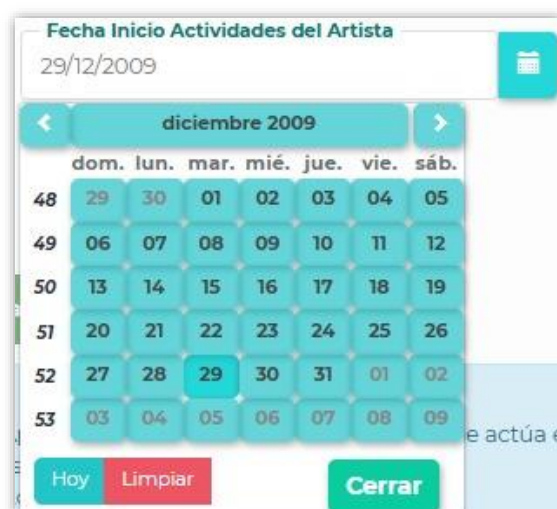 Fecha Inicio Actividades del Artista
29/12/2009
diciembre 2009
dom. lun. mar. mié. jue. vie. sáb.
48 29 30 01 02 03 04 05
49 06 07 08 09 10 11 12
50 13 14 15 16 17 18 19
51 20 21 22 23 24 25 26
52 27 28 29 30 31 01 02
53 03 04 05 06 07 08 09
e actúa e
Hoy Limpiar Cerrar